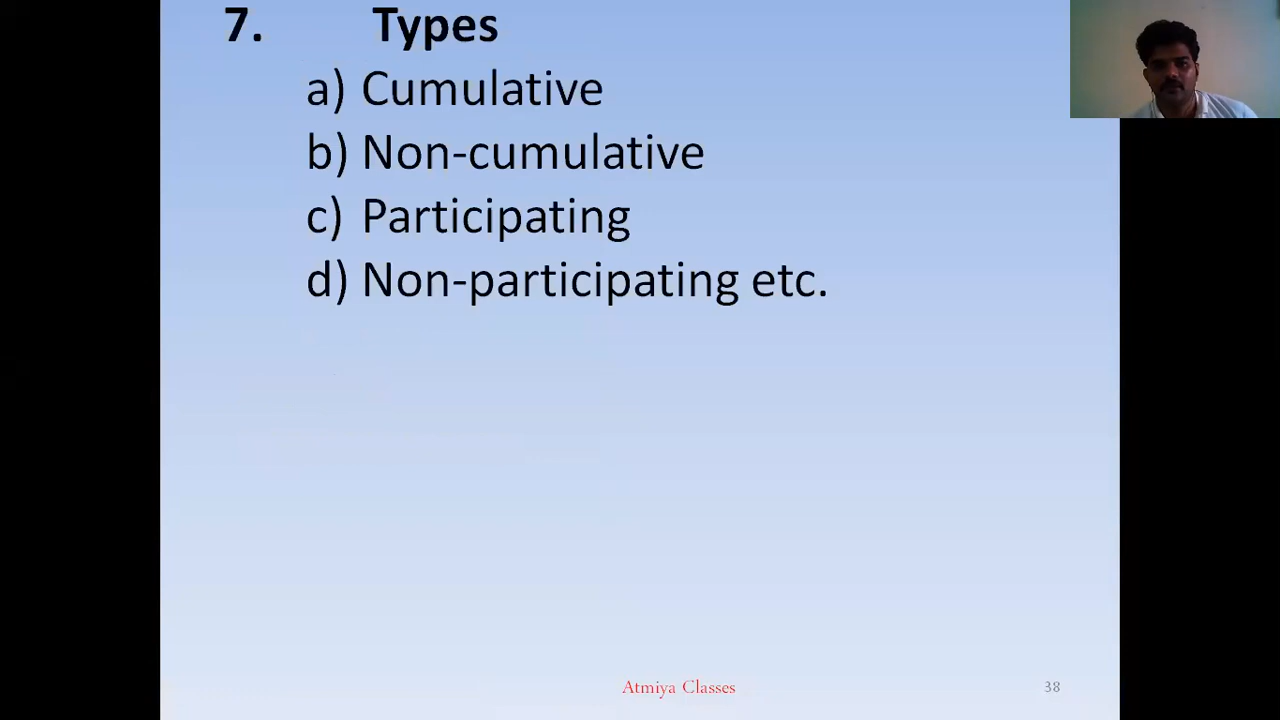 7. Types
a) Cumulative
b) Non-cumulative
c) Participating
d) Non-participating etc.
Atmiya Classes
38